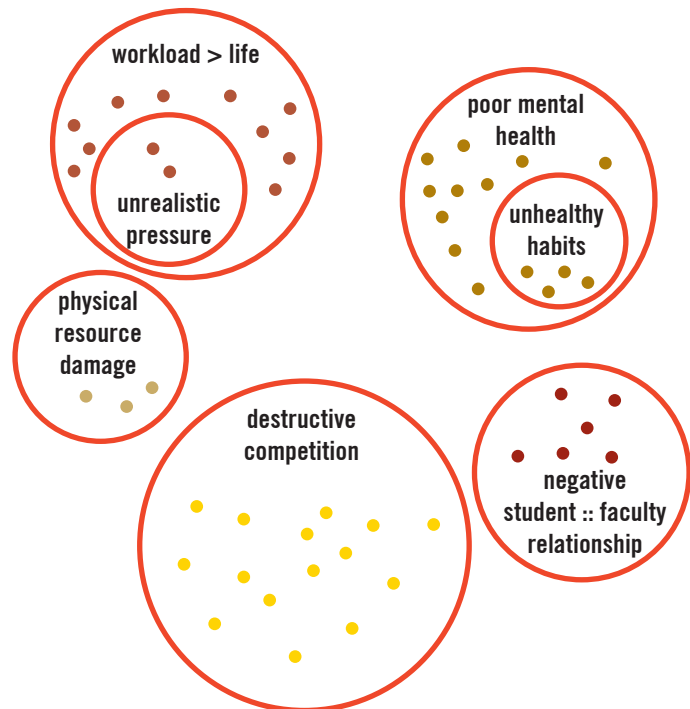 workload > life
unrealistic
pressure
poor mental
health
unhealthy
habits
physical
resource
damage
destructive
competition
negative
student :: faculty
relationship